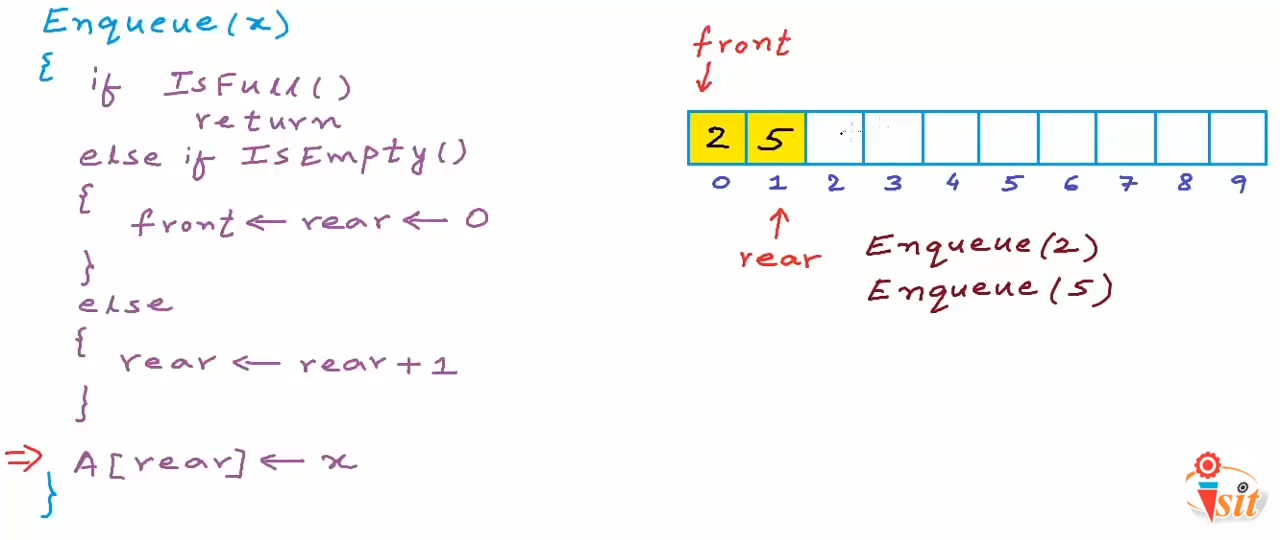 Enqueue(x)
{
if IsFull()
return
else if IsEmpty()
{
front ← rear ← 0
}
else
{
rear ← rear + 1
}
⇒ A[rear] ← x
}
front
↓
2 5
0 1 2 3 4 5 6 7 8 9
↑
rear
Enqueue(2)
Enqueue(5)
isit